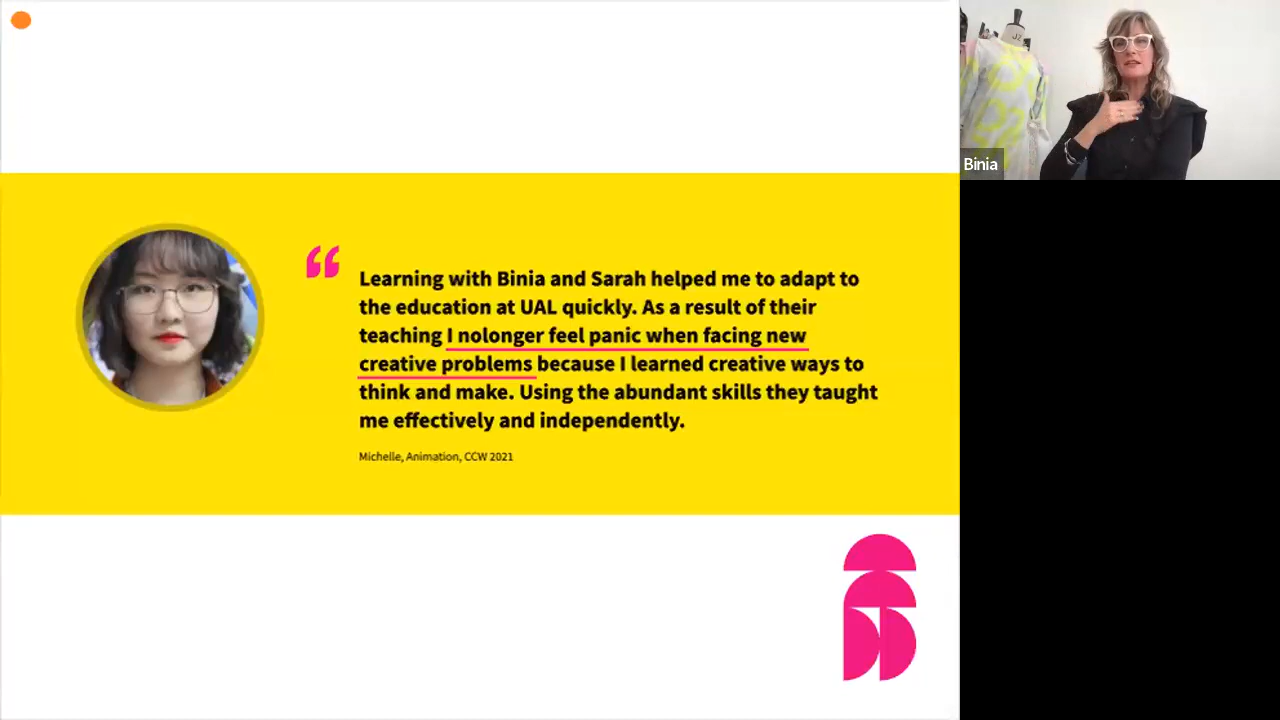 Learning with Binia and Sarah helped me to adapt to
the education at UAL quickly. As a result of their
teaching I nolonger feel panic when facing new
creative problems because I learned creative ways to
think and make. Using the abundant skills they taught
me effectively and independently.
Michelle, Animation, CCW 2021
JZ
Binia